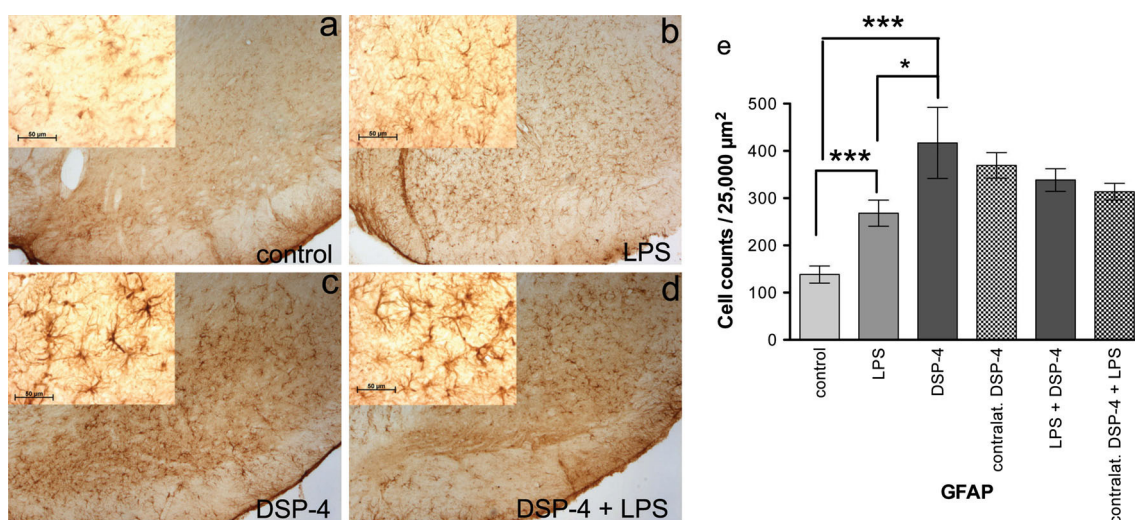 a
50 µm
control
b
50 µm
LPS
c
50 µm
DSP-4
d
50 µm
DSP-4 + LPS
e
***
*
***
Cell counts / 25,000 µm²
500
400
300
200
100
0
control
LPS
DSP-4
contralat. DSP-4
LPS + DSP-4
contralat. DSP-4 + LPS
GFAP